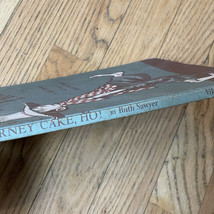 RNEY CAKE, HO! BY Ruth Sawyer